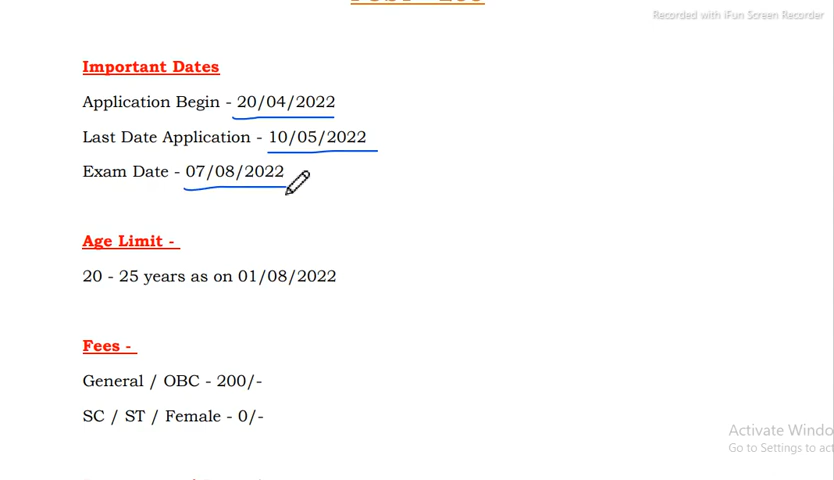 Recorded with iFun Screen Recorder
Important Dates
Application Begin - 20/04/2022
Last Date Application - 10/05/2022
Exam Date - 07/08/2022
Age Limit -
20 - 25 years as on 01/08/2022
Fees -
General / OBC - 200/-
SC / ST / Female - 0/-
Activate Windo
Go to Settings to act